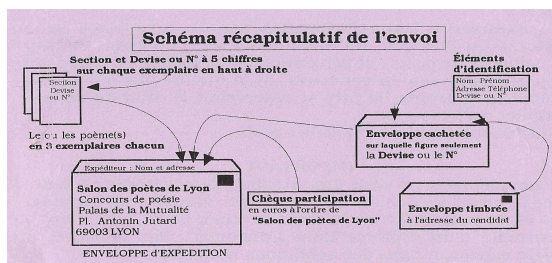 Schéma récapitulatif de l'envoi
Section et Devise ou N° à 5 chiffres
sur chaque exemplaire en haut à droite
Section
Devise
ou N°
Le ou les poème(s)
en 3 exemplaires chacun
Éléments
d'identification
Nom Prénom
Adresse Téléphone
Devise ou N°
Enveloppe cachetée
sur laquelle figure seulement
la Devise ou le N°
Expéditeur : Nom et adresse
Salon des poètes de Lyon
Concours de poésie
Palais de la Mutualité
Pl. Antonin Jutard
69003 LYON
ENVELOPPE d'EXPEDITION
Chèque participation
en euros à l'ordre de
"Salon des poètes de Lyon"
Enveloppe timbrée
à l'adresse du candidat